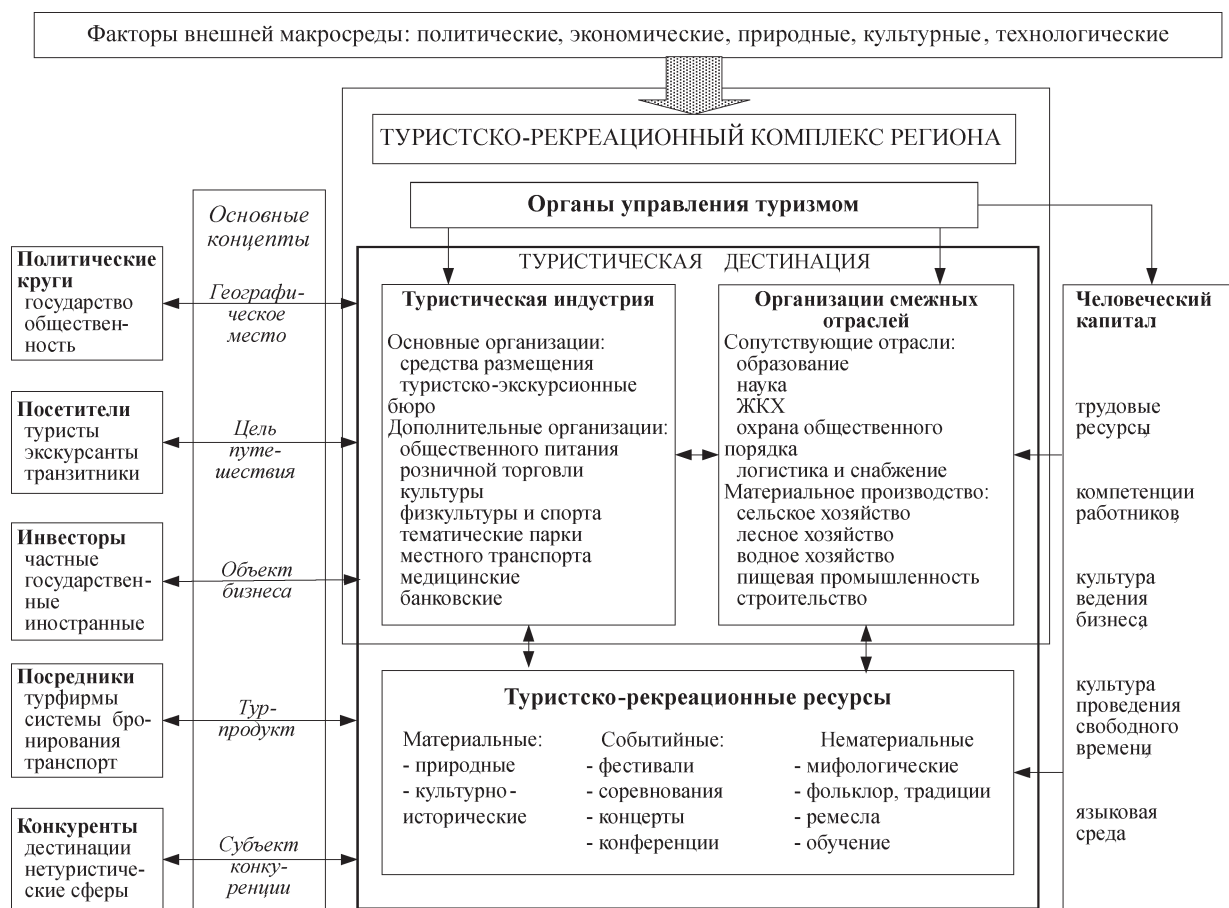 Факторы внешней макросреды: политические, экономические, природные, культурные, технологические
ТУРИСТСКО-РЕКРЕАЦИОННЫЙ КОМПЛЕКС РЕГИОНА
Органы управления туризмом
Основные
концепты
Географи-
ческое
место
Цель
путе-
шествия
Объект
бизнеса
Тур-
продукт
Субъект
конку-
ренции
Политические
круги
государство
общественн-
ность
Посетители
туристы
экскурсанты
транзитники
Инвесторы
частные
государствен-
ные
иностранные
Посредники
турфирмы
системы бро-
нирования
транспорт
Конкуренты
дестинации
нетуристиче-
ские сферы
ТУРИСТИЧЕСКАЯ ДЕСТИНАЦИЯ
Туристическая индустрия
Основные организации:
средства размещения
туристско-экскурсионные
бюро
Дополнительные организации:
общественного питания
розничной торговли
культуры
физкультуры и спорта
тематические парки
местного транспорта
медицинские
банковские
Организации смежных
отраслей
Сопутствующие отрасли:
образование
наука
ЖКХ
охрана общественного
порядка
логистика и снабжение
Материальное производство:
сельское хозяйство
лесное хозяйство
водное хозяйство
пищевая промышленность
строительство
Туристско-рекреационные ресурсы
Материальные:
- природные
- культурно-
исторические
Событийные:
- фестивали
- соревнования
- концерты
- конференции
Нематериальные
- мифологические
- фольклор, традиции
- ремесла
- обучение
Человеческий
капитал
трудовые
ресурсы,
компетенции
работников,
культура
ведения
бизнеса,
культура
проведения
свободного
времени,
языковая
среда